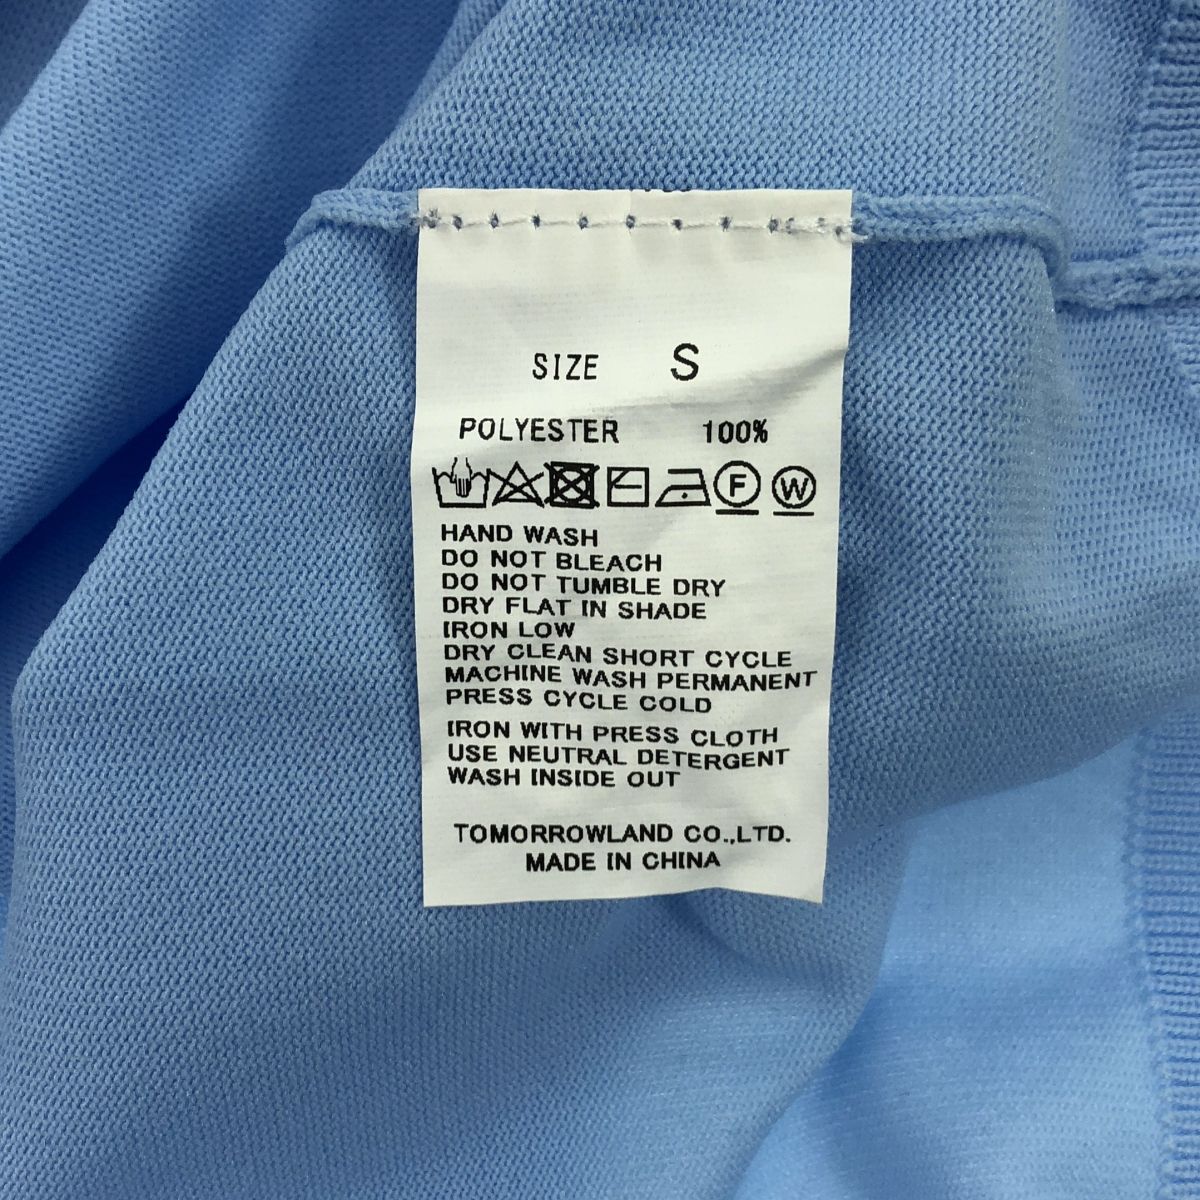 SIZE S
POLYESTER 100%
F W
HAND WASH
DO NOT BLEACH
DO NOT TUMBLE DRY
DRY FLAT IN SHADE
IRON LOW
DRY CLEAN SHORT CYCLE
MACHINE WASH PERMANENT
PRESS CYCLE COLD
IRON WITH PRESS CLOTH
USE NEUTRAL DETERGENT
WASH INSIDE OUT
TOMORROWLAND CO.,LTD.
MADE IN CHINA